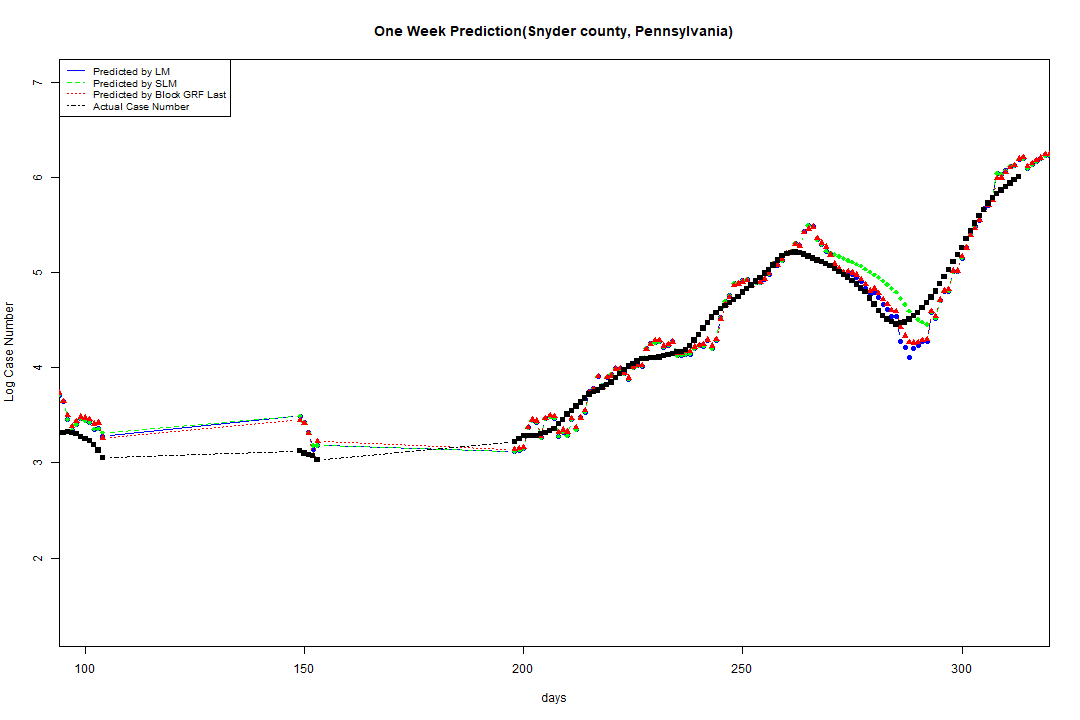 One Week Prediction(Snyder county, Pennsylvania)
Predicted by LM
Predicted by SLM
Predicted by Block GRF Last
Actual Case Number
7
6
5
4
3
2
Log Case Number
100 150 200 250 300
days